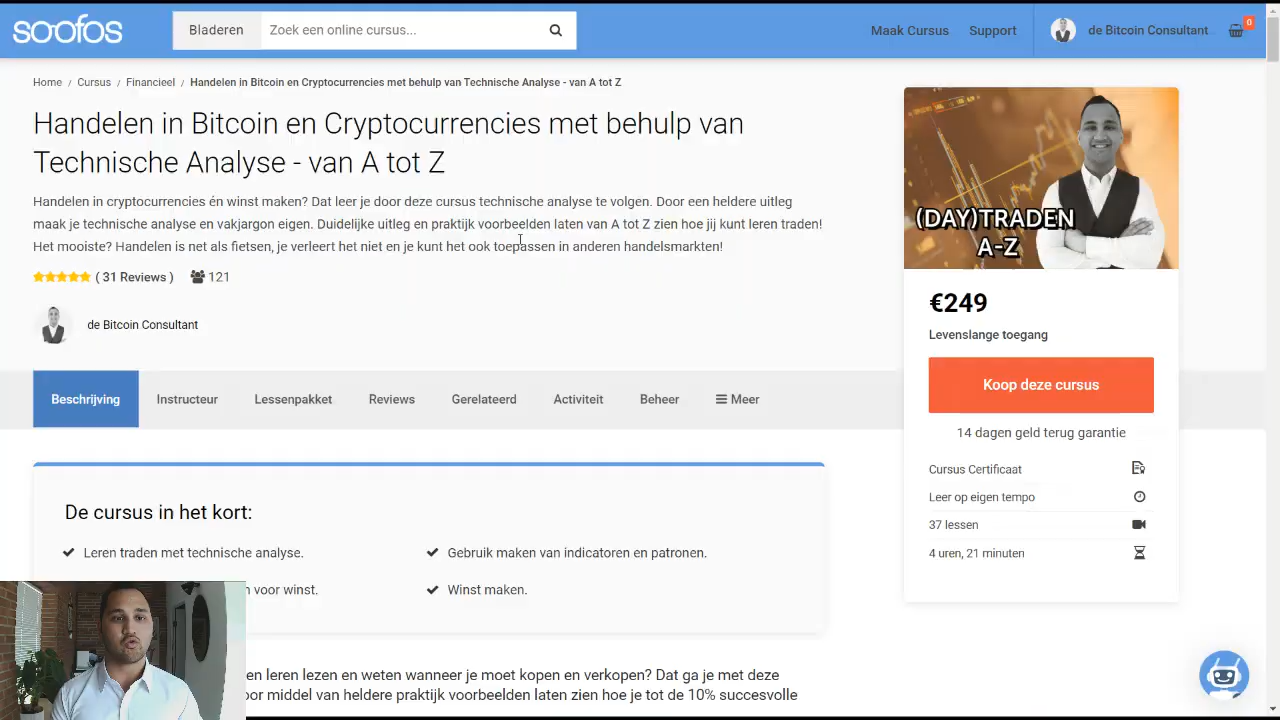 soofos
Bladeren
Zoek een online cursus...
Maak Cursus
Support
de Bitcoin Consultant
0
Home / Cursus / Financieel / Handelen in Bitcoin en Cryptocurrencies met behulp van Technische Analyse - van A tot Z
Handelen in Bitcoin en Cryptocurrencies met behulp van
Technische Analyse - van A tot Z
Handelen in cryptocurrencies én winst maken? Dat leer je door deze cursus technische analyse te volgen. Door een heldere uitleg
maak je technische analyse en vakjargon eigen. Duidelijke uitleg en praktijk voorbeelden laten van A tot Z zien hoe jij kunt leren traden!
Het mooiste? Handelen is net als fietsen, je verleert het niet en je kunt het ook toepassen in anderen handelsmarkten!
( 31 Reviews )
121
de Bitcoin Consultant
(DAY)TRADEN
A-Z
€249
Levenslange toegang
Koop deze cursus
14 dagen geld terug garantie
Cursus Certificaat
Leer op eigen tempo
37 lessen
4 uren, 21 minuten
Beschrijving
Instructeur
Lessenpakket
Reviews
Gerelateerd
Activiteit
Beheer
Meer
De cursus in het kort:
Leren traden met technische analyse.
Gebruik maken van indicatoren en patronen.
voor winst.
Winst maken.
leren lezen en weten wanneer je moet kopen en verkopen? Dat ga je met deze
middel van heldere praktijk voorbeelden laten zien hoe je tot de 10% succesvolle